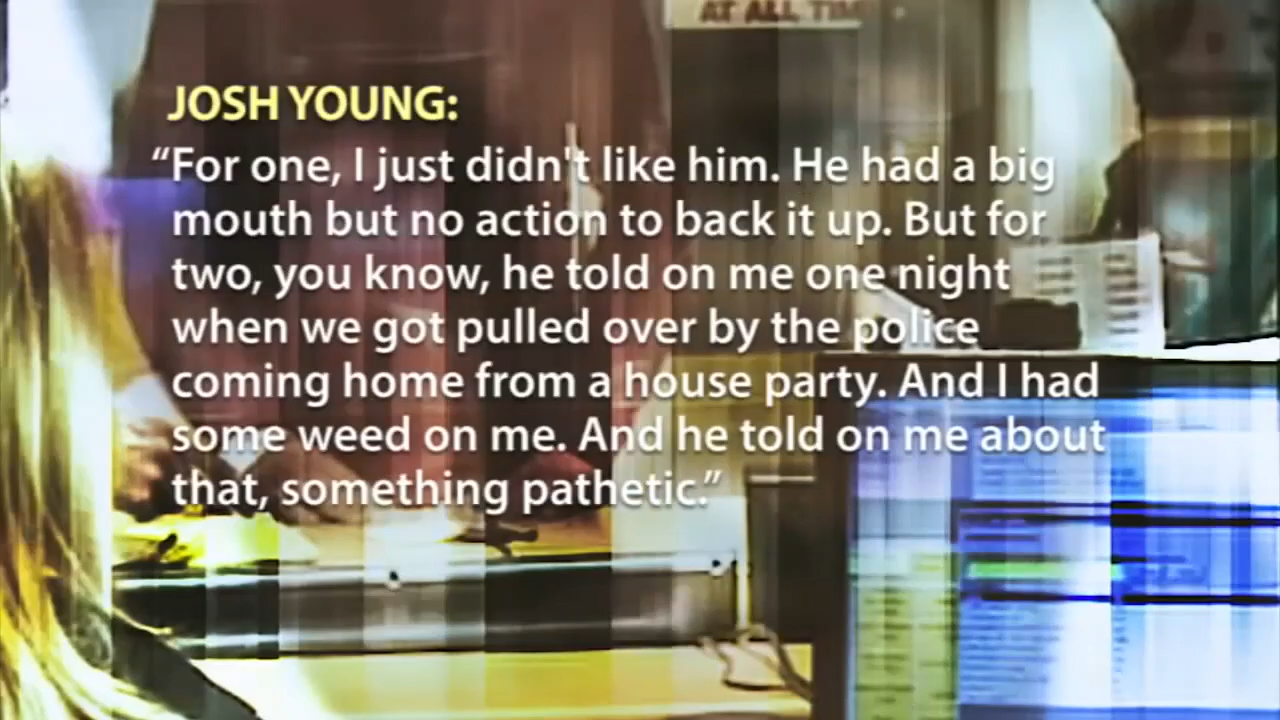 AT ALL TIM
JOSH YOUNG:
“For one, I just didn't like him. He had a big
mouth but no action to back it up. But for
two, you know, he told on me one night
when we got pulled over by the police
coming home from a house party. And I had
some weed on me. And he told on me about
that, something pathetic.”